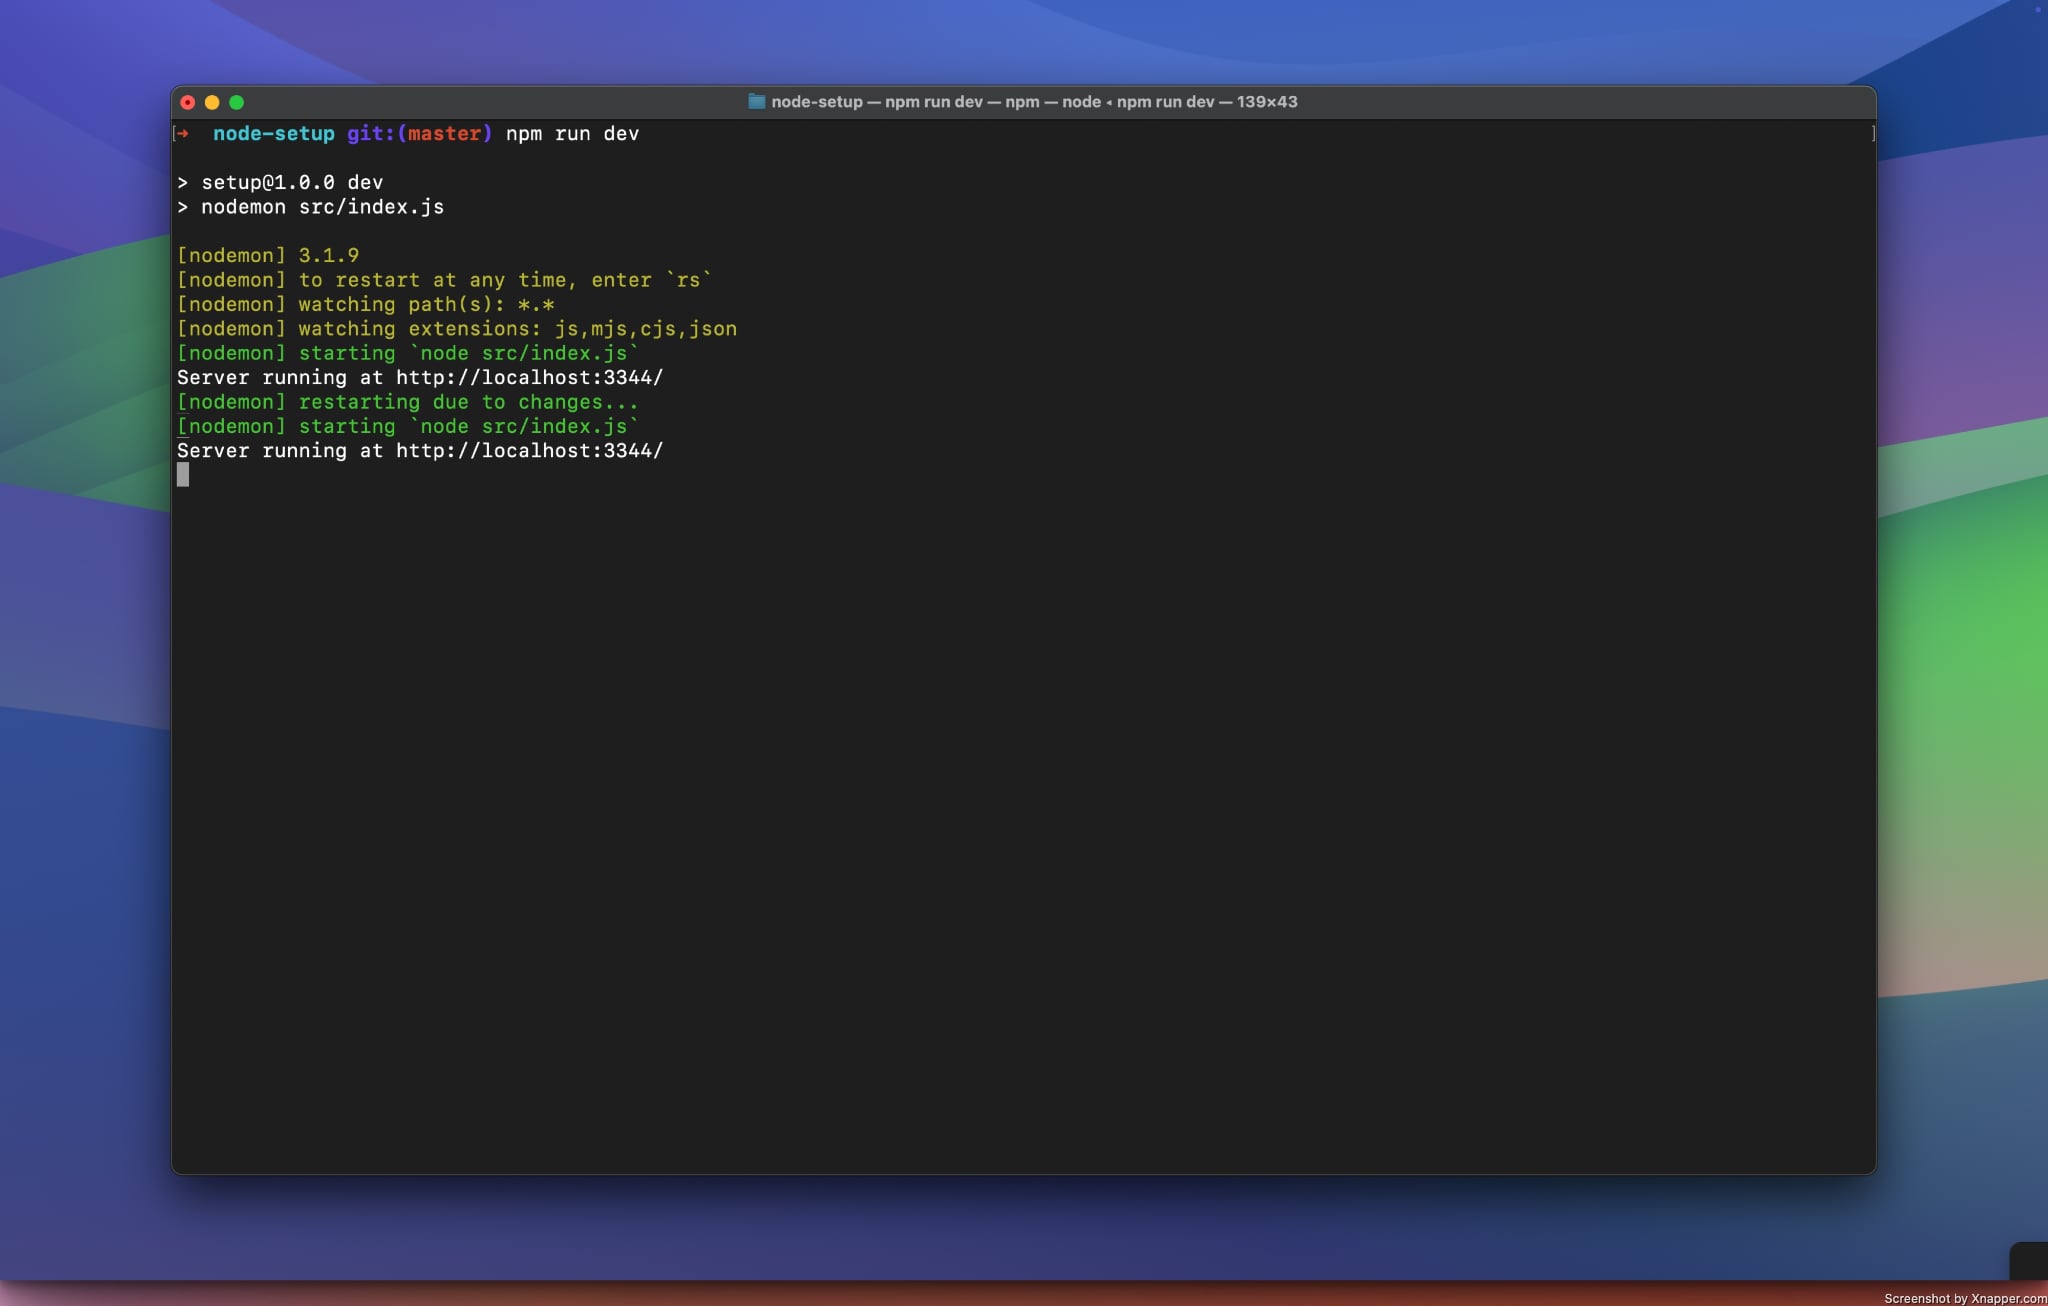 node-setup — npm run dev — npm — node ◂ npm run dev — 139×43
[➜  node-setup git:(master) npm run dev ]
> setup@1.0.0 dev
> nodemon src/index.js
[nodemon] 3.1.9
[nodemon] to restart at any time, enter `rs`
[nodemon] watching path(s): *.*
[nodemon] watching extensions: js,mjs,cjs,json
[nodemon] starting `node src/index.js`
Server running at http://localhost:3344/
[nodemon] restarting due to changes...
[nodemon] starting `node src/index.js`
Server running at http://localhost:3344/
Screenshot by Xnapper.com